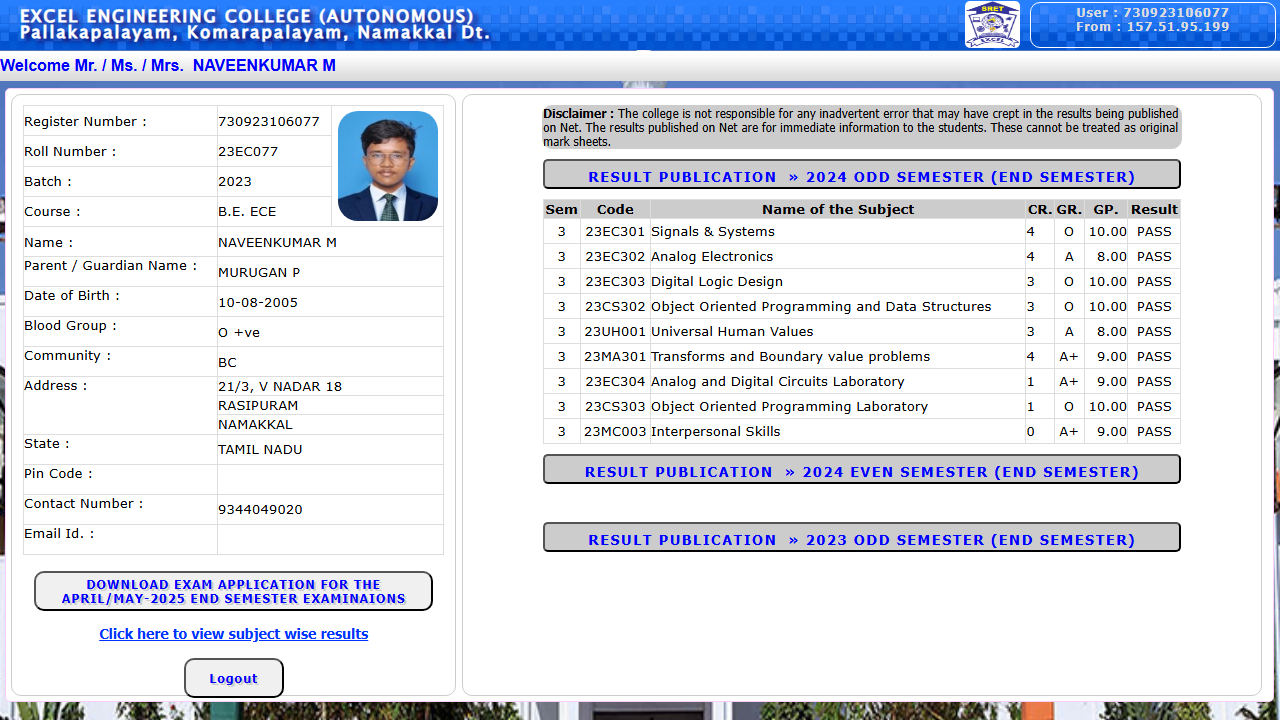 EXCEL ENGINEERING COLLEGE (AUTONOMOUS)
Pallakapalayam, Komarapalayam, Namakkal Dt.
SRET
EXCEL
User : 730923106077
From : 157.51.95.199
Welcome Mr. / Ms. / Mrs. NAVEENKUMAR M
Register Number : 730923106077
Roll Number : 23EC077
Batch : 2023
Course : B.E. ECE
Name : NAVEENKUMAR M
Parent / Guardian Name : MURUGAN P
Date of Birth : 10-08-2005
Blood Group : O +ve
Community : BC
Address : 21/3, V NADAR 18
RASIPURAM
NAMAKKAL
State : TAMIL NADU
Pin Code :
Contact Number : 9344049020
Email Id. :
DOWNLOAD EXAM APPLICATION FOR THE
APRIL/MAY-2025 END SEMESTER EXAMINAIONS
Click here to view subject wise results
Logout
Disclaimer : The college is not responsible for any inadvertent error that may have crept in the results being published
on Net. The results published on Net are for immediate information to the students. These cannot be treated as original
mark sheets.
RESULT PUBLICATION » 2024 ODD SEMESTER (END SEMESTER)
Sem Code Name of the Subject CR. GR. GP. Result
3 23EC301 Signals & Systems 4 O 10.00 PASS
3 23EC302 Analog Electronics 4 A 8.00 PASS
3 23EC303 Digital Logic Design 3 O 10.00 PASS
3 23CS302 Object Oriented Programming and Data Structures 3 O 10.00 PASS
3 23UH001 Universal Human Values 3 A 8.00 PASS
3 23MA301 Transforms and Boundary value problems 4 A+ 9.00 PASS
3 23EC304 Analog and Digital Circuits Laboratory 1 A+ 9.00 PASS
3 23CS303 Object Oriented Programming Laboratory 1 O 10.00 PASS
3 23MC003 Interpersonal Skills 0 A+ 9.00 PASS
RESULT PUBLICATION » 2024 EVEN SEMESTER (END SEMESTER)
RESULT PUBLICATION » 2023 ODD SEMESTER (END SEMESTER)